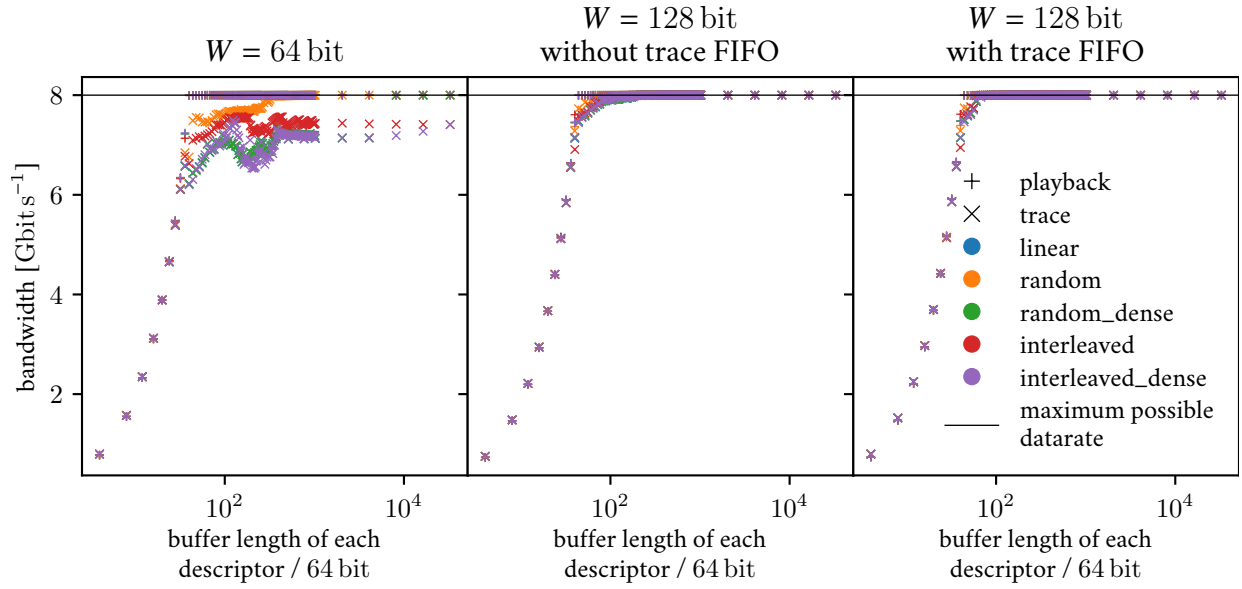 W = 64 bit
W = 128 bit
without trace FIFO
W = 128 bit
with trace FIFO
bandwidth [Gbit s⁻¹]
8
6
4
2
10²
10⁴
buffer length of each
descriptor / 64 bit
10²
10⁴
buffer length of each
descriptor / 64 bit
10²
10⁴
buffer length of each
descriptor / 64 bit
playback
trace
linear
random
random_dense
interleaved
interleaved_dense
maximum possible
datarate